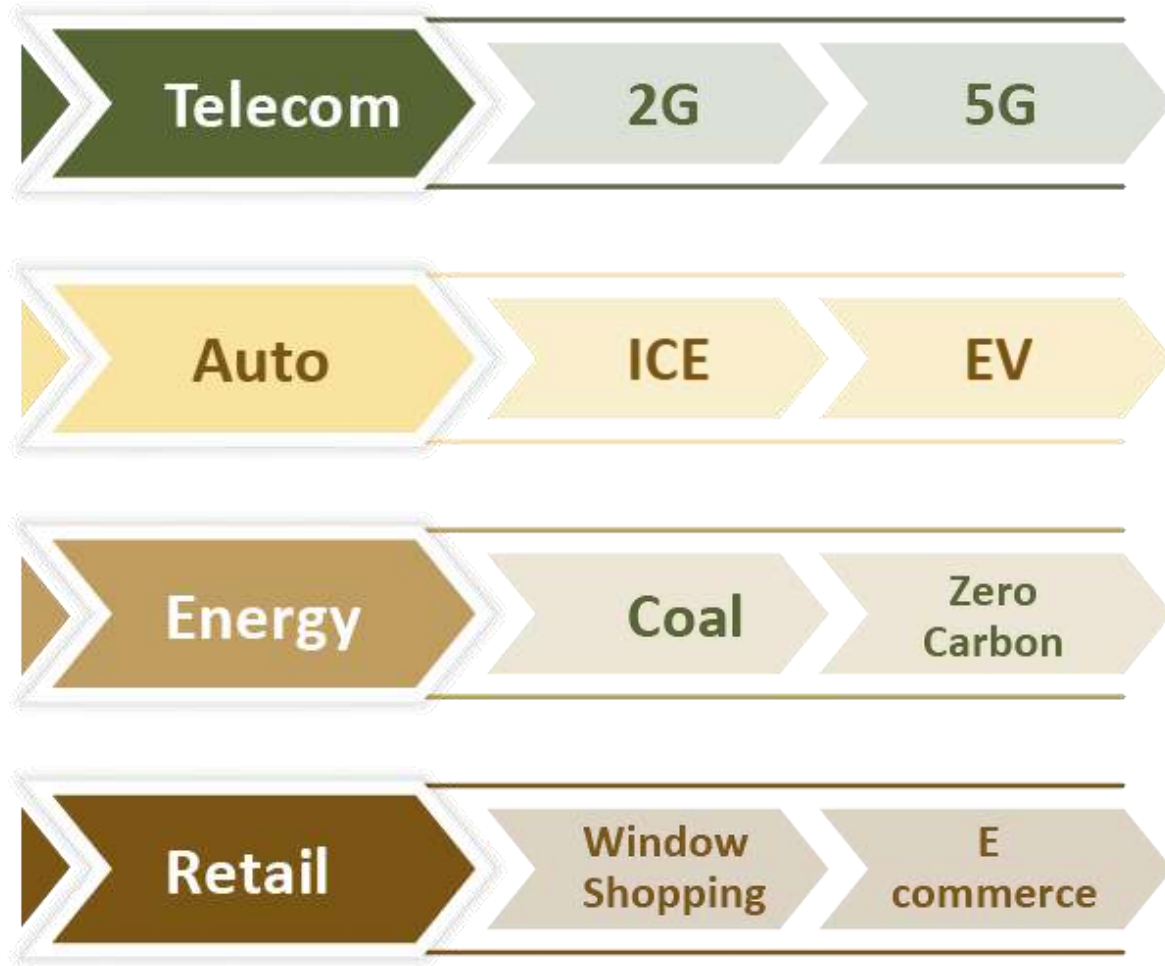 Telecom
2G
5G
Auto
ICE
EV
Energy
Coal
Zero
Carbon
Retail
Window
Shopping
E
commerce